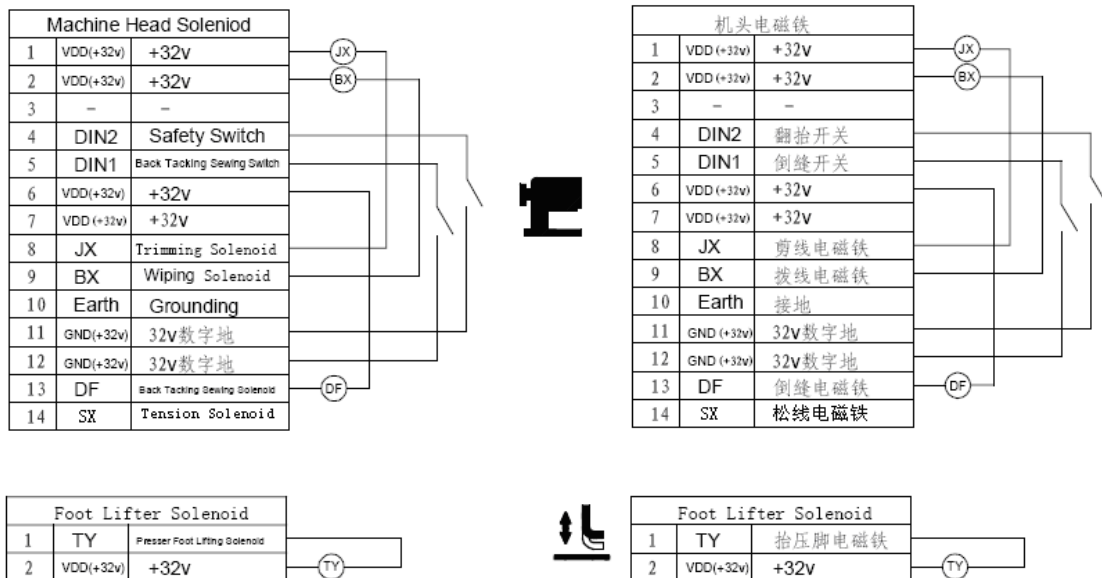 Machine Head Soleniod
1 VDD(+32v) +32v JX
2 VDD(+32v) +32v BX
3 - -
4 DIN2 Safety Switch
5 DIN1 Back Tacking Sewing Switch
6 VDD(+32v) +32v
7 VDD (+32v) +32v
8 JX Trimming Solenoid
9 BX Wiping Solenoid
10 Earth Grounding
11 GND(+32v) 32v数字地
12 GND(+32v) 32v数字地
13 DF Back Tacking Sewing Solenoid DF
14 SX Tension Solenoid
机头电磁铁
1 VDD (+32v) +32v JX
2 VDD (+32v) +32v BX
3 - -
4 DIN2 翻抬开关
5 DIN1 倒缝开关
6 VDD (+32v) +32v
7 VDD (+32v) +32v
8 JX 剪线电磁铁
9 BX 拨线电磁铁
10 Earth 接地
11 GND (+32v) 32v数字地
12 GND (+32v) 32v数字地
13 DF 倒缝电磁铁 DF
14 SX 松线电磁铁
Foot Lifter Solenoid
1 TY Presser Foot Lifting Solenoid
2 VDD(+32v) +32v TY
Foot Lifter Solenoid
1 TY 抬压脚电磁铁
2 VDD(+32v) +32v TY